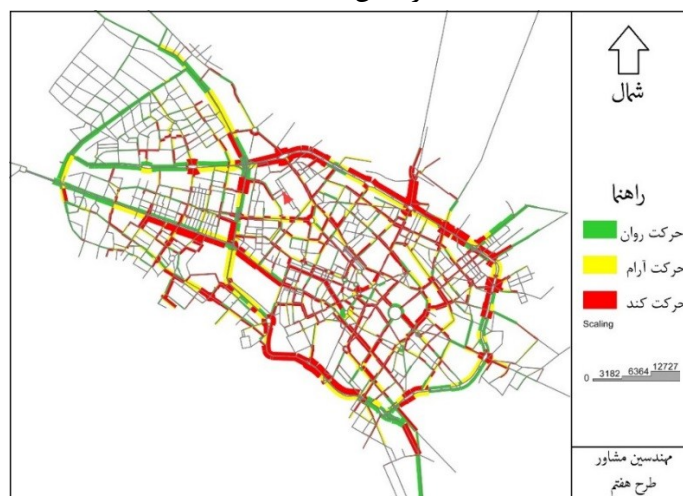 شمال
راهنما
حرکت روان
حرکت آرام
حرکت کند
Scaling
0 3182 6364 12727
مهندسین مشاور
طرح هفتم